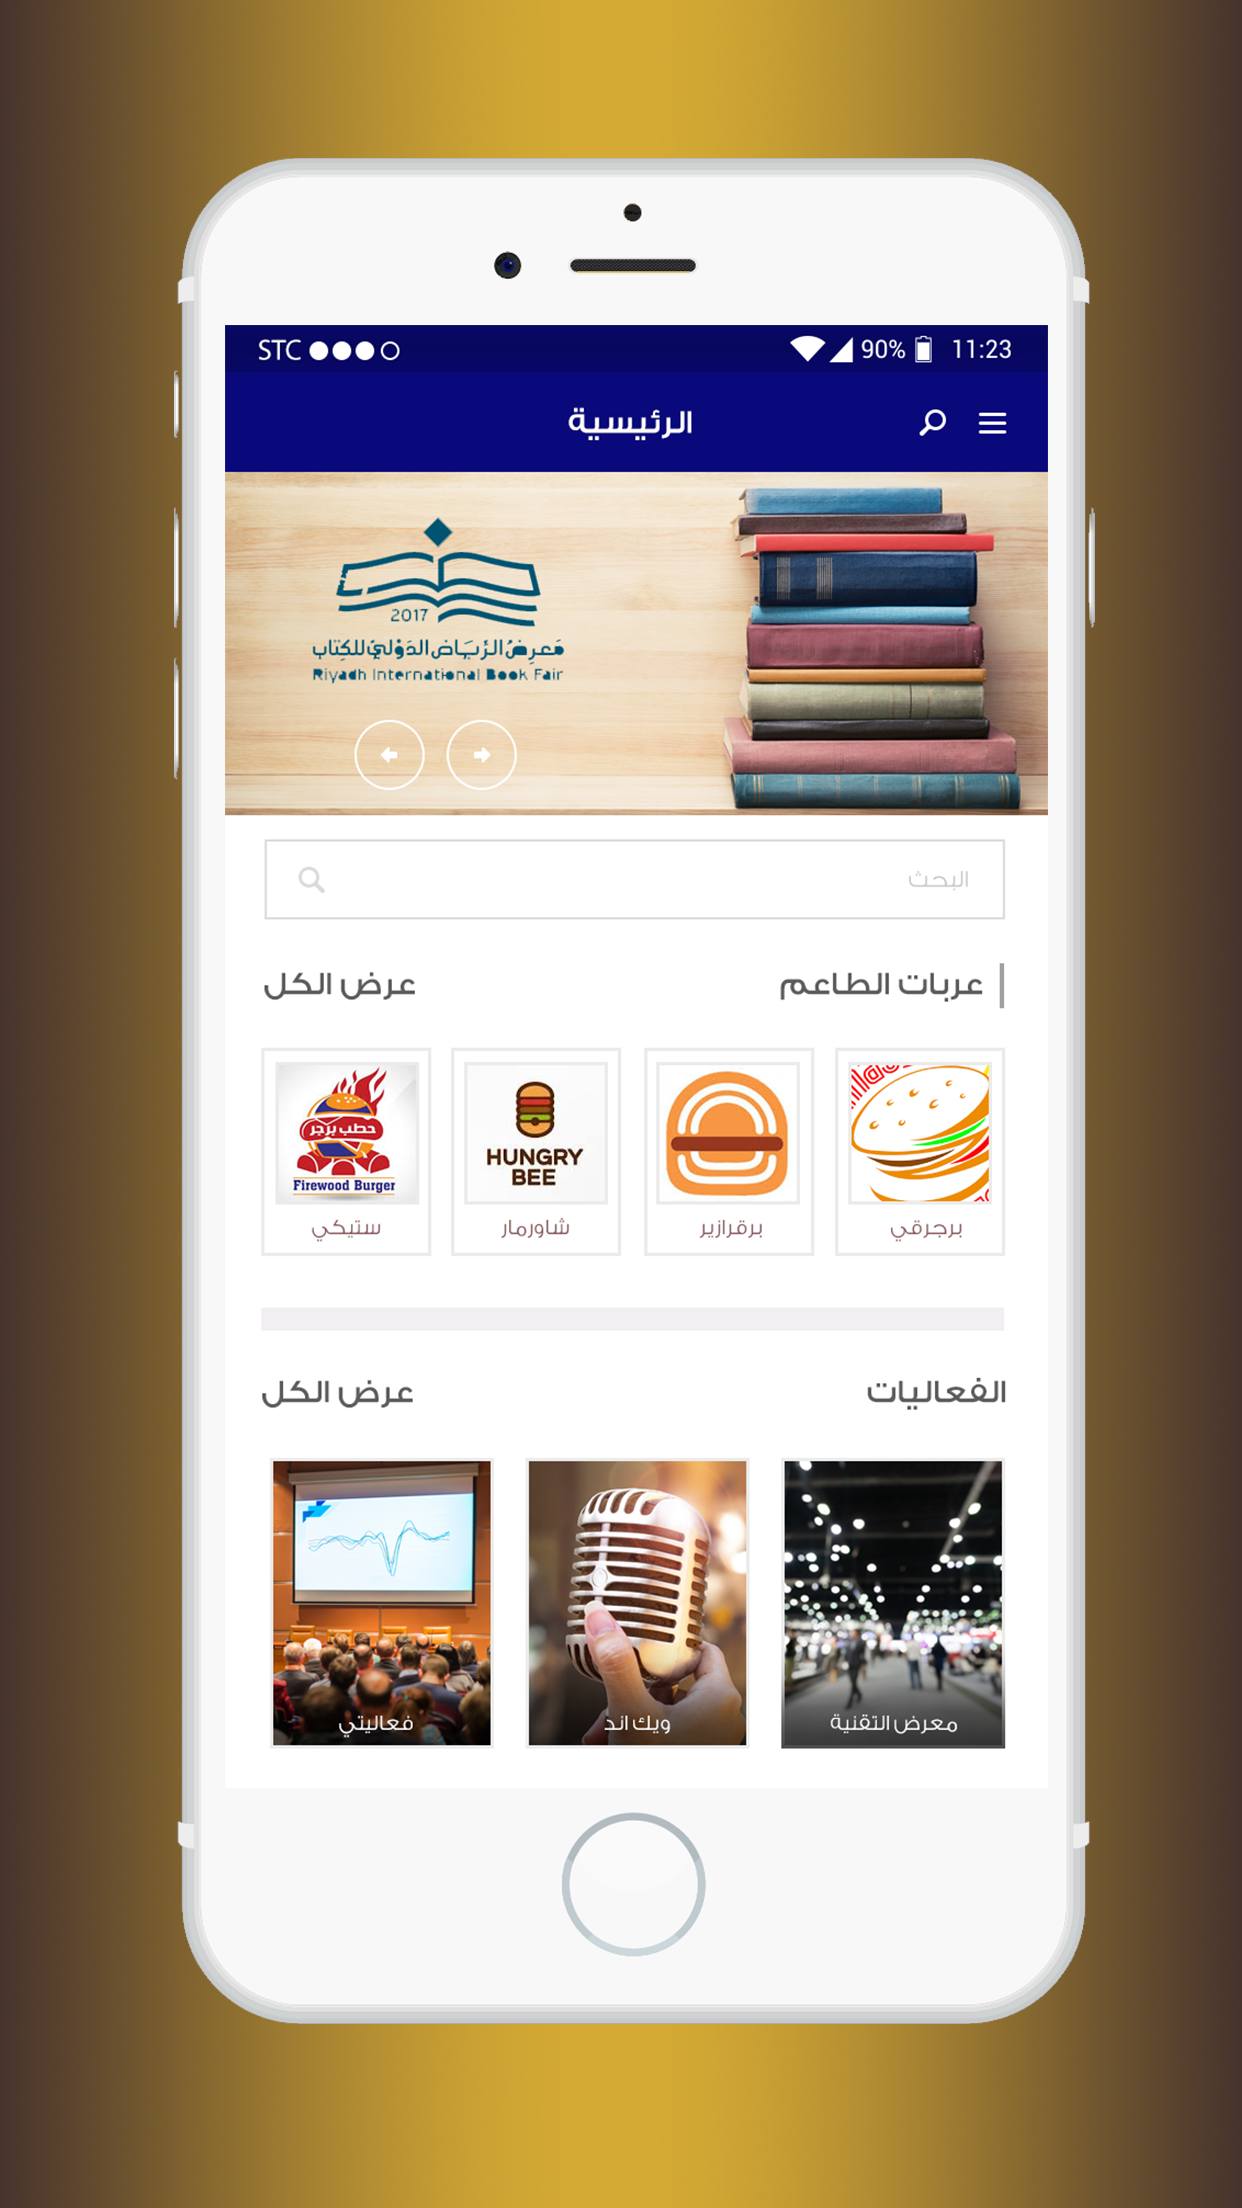 STC 90% 11:23
الرئيسية
2017
معرض الرياض الدولي للكتاب
Riyadh International Book Fair
البحث
عربات الطاعم عرض الكل
حطب برجر
Firewood Burger
HUNGRY
BEE
برجرقي برقرازير شاورمار ستيكي
الفعاليات عرض الكل
معرض التقنية ويك اند فعاليتي